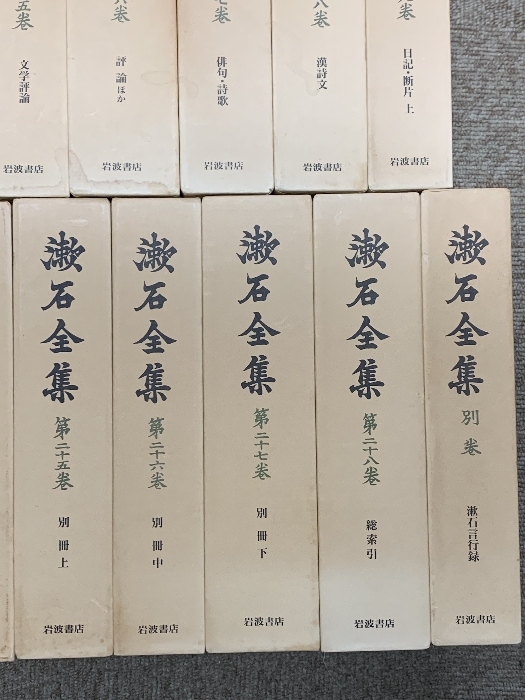 五巻
文学評論
岩波書店
六巻
評論ほか
岩波書店
七巻
俳句・詩歌
岩波書店
八巻
漢詩文
岩波書店
巻
日記・断片 上
岩波書店
漱石全集
第二十五巻
別冊上
岩波書店
漱石全集
第二十六巻
別冊中
岩波書店
漱石全集
第二十七巻
別冊下
岩波書店
漱石全集
第二十八巻
総索引
岩波書店
漱石全集
別巻
漱石言行録
岩波書店